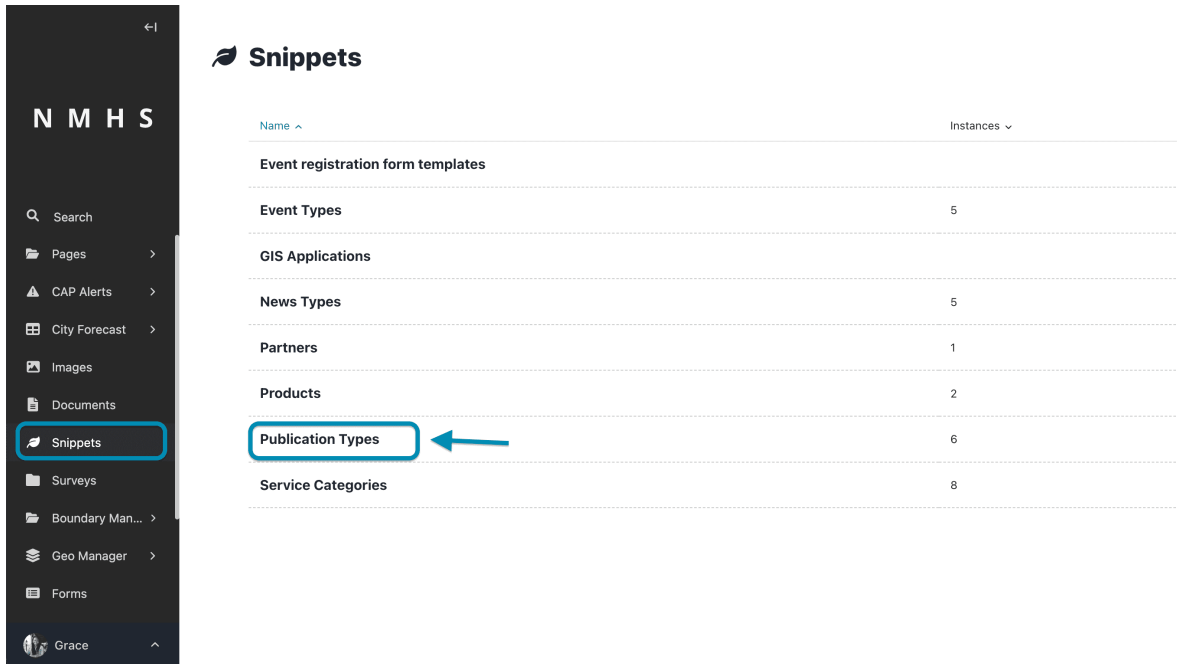 NMHS
Search
Pages
CAP Alerts
City Forecast
Images
Documents
Snippets
Surveys
Boundary Man...
Geo Manager
Forms
Grace
Snippets
Name Instances
Event registration form templates
Event Types 5
GIS Applications
News Types 5
Partners 1
Products 2
Publication Types 6
Service Categories 8